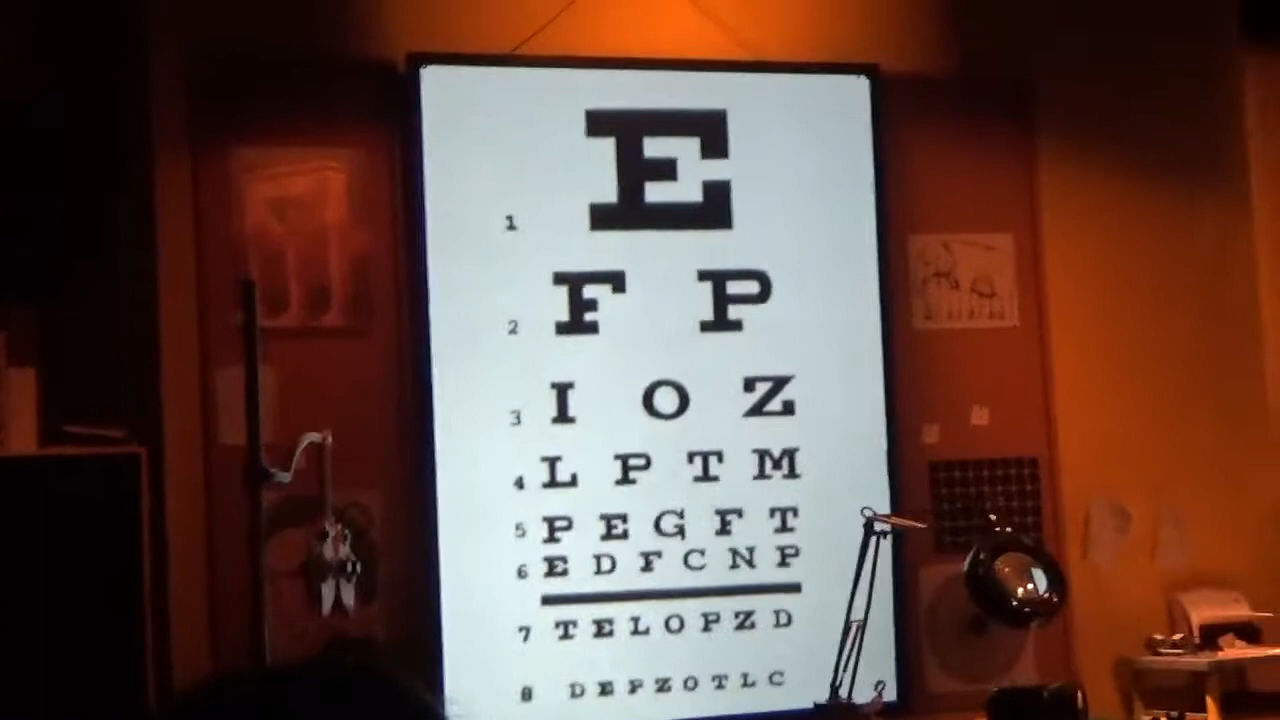 E
1
F P
2
I O Z
3
L P T M
4
P E G F T
5
E D F C N P
6
T E L O P Z D
7
D E P Z O T L C
8